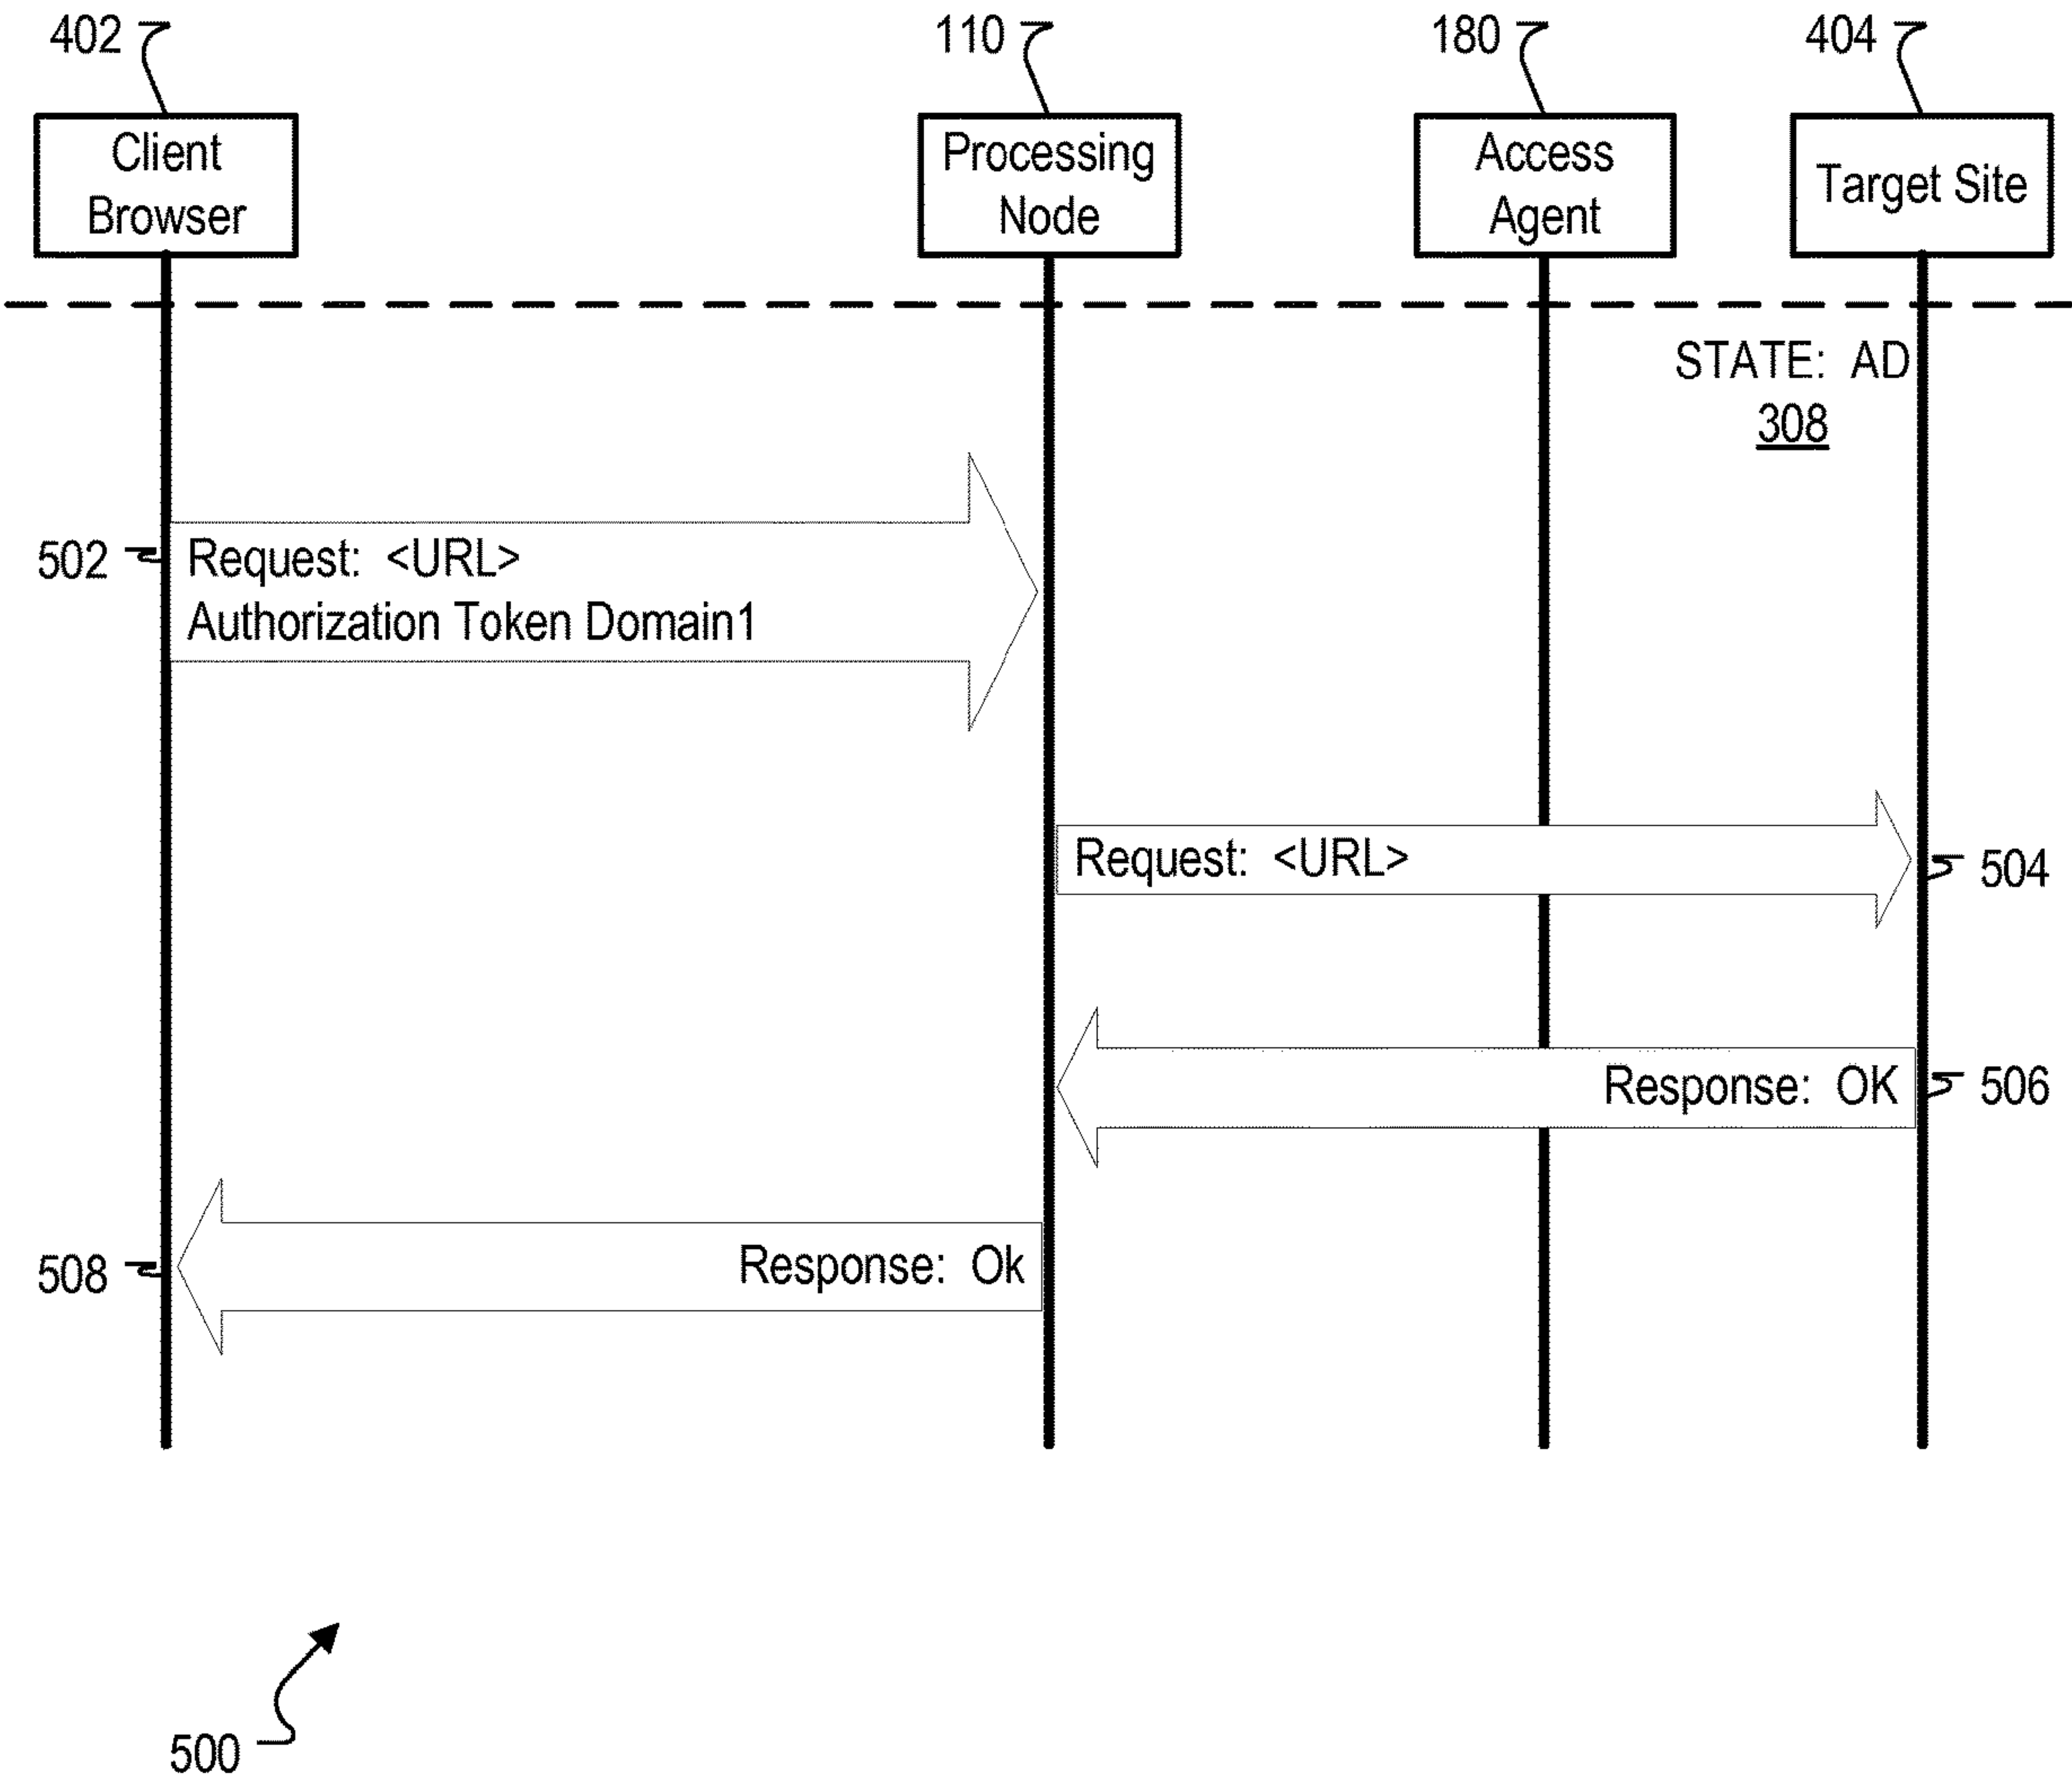 402
110
180
404
Client
Browser
Processing
Node
Access
Agent
Target Site
STATE: AD
308
502
Request: <URL>
Authorization Token Domain1
Request: <URL>
504
Response: OK
506
Response: Ok
508
500